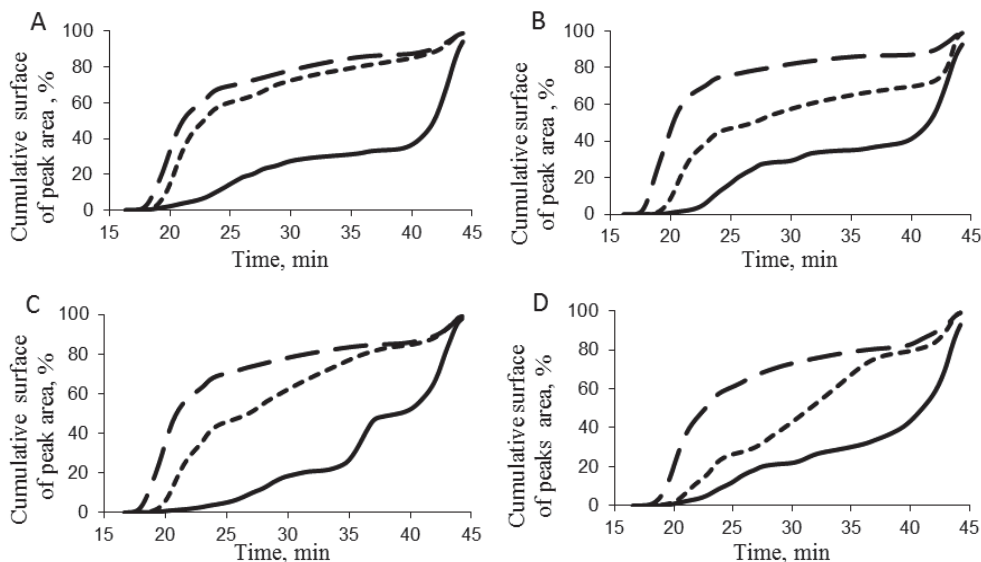 A
Cumulative surface
of peak area , %
100
80
60
40
20
0
15 20 25 30 35 40 45
Time, min
B
Cumulative surface
of peak area , %
100
80
60
40
20
0
15 20 25 30 35 40 45
Time, min
C
Cumulative surface
of peak area, %
100
80
60
40
20
0
15 20 25 30 35 40 45
Time, min
D
Cumulative surface
of peaks area, %
100
80
60
40
20
0
15 20 25 30 35 40 45
Time, min